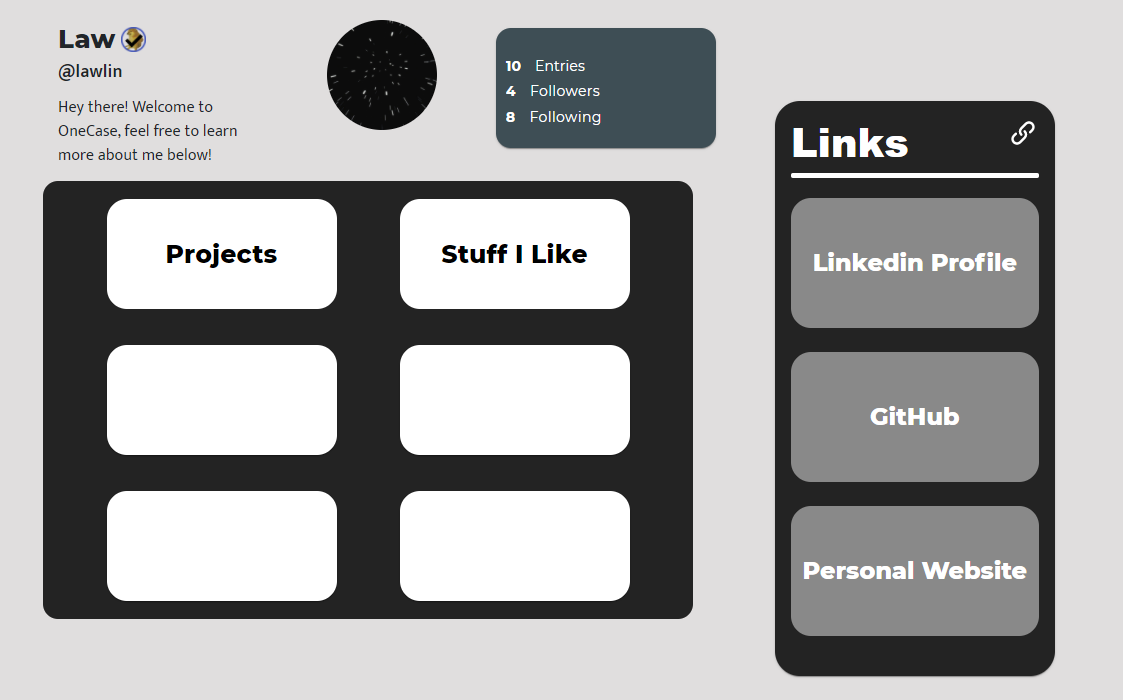 Law
@lawlin
Hey there! Welcome to
OneCase, feel free to learn
more about me below!
10 Entries
4 Followers
8 Following
Projects
Stuff I Like
Links
Linkedin Profile
GitHub
Personal Website